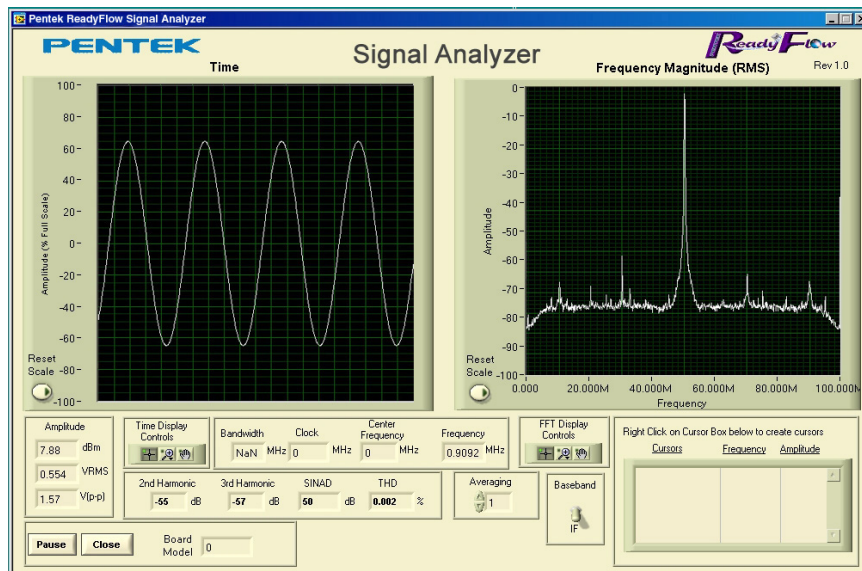 Pentek ReadyFlow Signal Analyzer
PENTEK
Signal Analyzer
ReadyFlow
Rev 1.0
Time
Frequency Magnitude (RMS)
100
80
60
40
20
0
-20
-40
-60
-80
-100
Amplitude (% Full Scale)
Reset
Scale
0
-10
-20
-30
-40
-50
-60
-70
-80
-90
-100
Amplitude
Reset
Scale
0.000 20.000M 40.000M 60.000M 80.000M 100.000M
Frequency
Amplitude
7.88 dBm
0.554 VRMS
1.57 V(p-p)
Time Display
Controls
Bandwidth Clock Center Frequency Frequency
NaN MHz 0 MHz 0 MHz 0.9092 MHz
FFT Display
Controls
2nd Harmonic 3rd Harmonic SINAD THD
-55 dB -57 dB 50 dB 0.002 %
Averaging
1
Baseband
IF
Right Click on Cursor Box below to create cursors
Cursors Frequency Amplitude
Pause Close Board Model 0